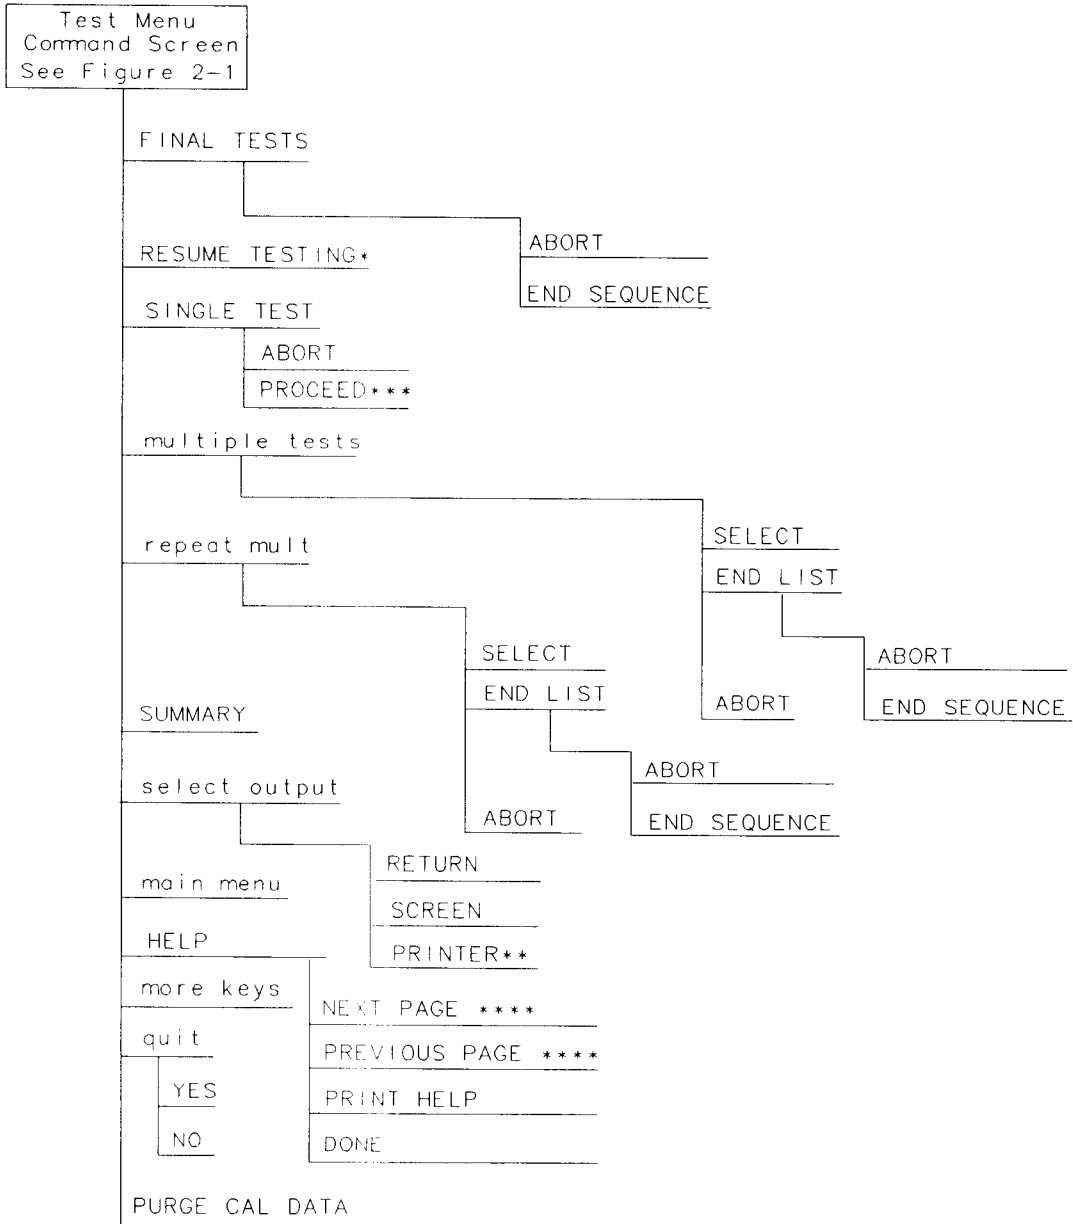 Test Menu
Command Screen
See Figure 2-1
FINAL TESTS
ABORT
END SEQUENCE
RESUME TESTING*
SINGLE TEST
ABORT
PROCEED***
multiple tests
SELECT
END LIST
ABORT
END SEQUENCE
ABORT
repeat mult
SELECT
END LIST
ABORT
END SEQUENCE
ABORT
SUMMARY
select output
RETURN
SCREEN
PRINTER**
main menu
HELP
NEXT PAGE ****
PREVIOUS PAGE ****
PRINT HELP
DONE
more keys
quit
YES
NO
PURGE CAL DATA